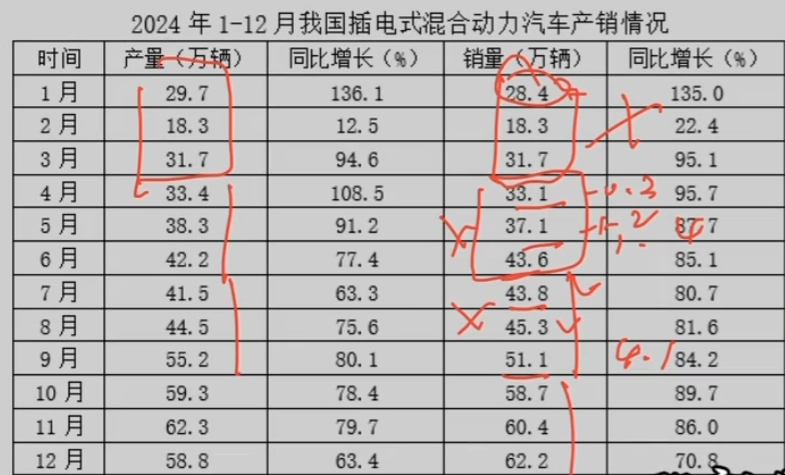 2024 年 1-12 月我国插电式混合动力汽车产销情况
时间 产量（万辆） 同比增长（%） 销量（万辆） 同比增长（%）
1 月 29.7 136.1 28.4 135.0
2 月 18.3 12.5 18.3 22.4
3 月 31.7 94.6 31.7 95.1
4 月 33.4 108.5 33.1 -0.3 95.7
5 月 38.3 91.2 37.1 87.7
6 月 42.2 77.4 43.6 85.1
7 月 41.5 63.3 43.8 80.7
8 月 44.5 75.6 45.3 81.6
9 月 55.2 80.1 51.1 4.1 84.2
10 月 59.3 78.4 58.7 89.7
11 月 62.3 79.7 60.4 86.0
12 月 58.8 63.4 62.2 70.8